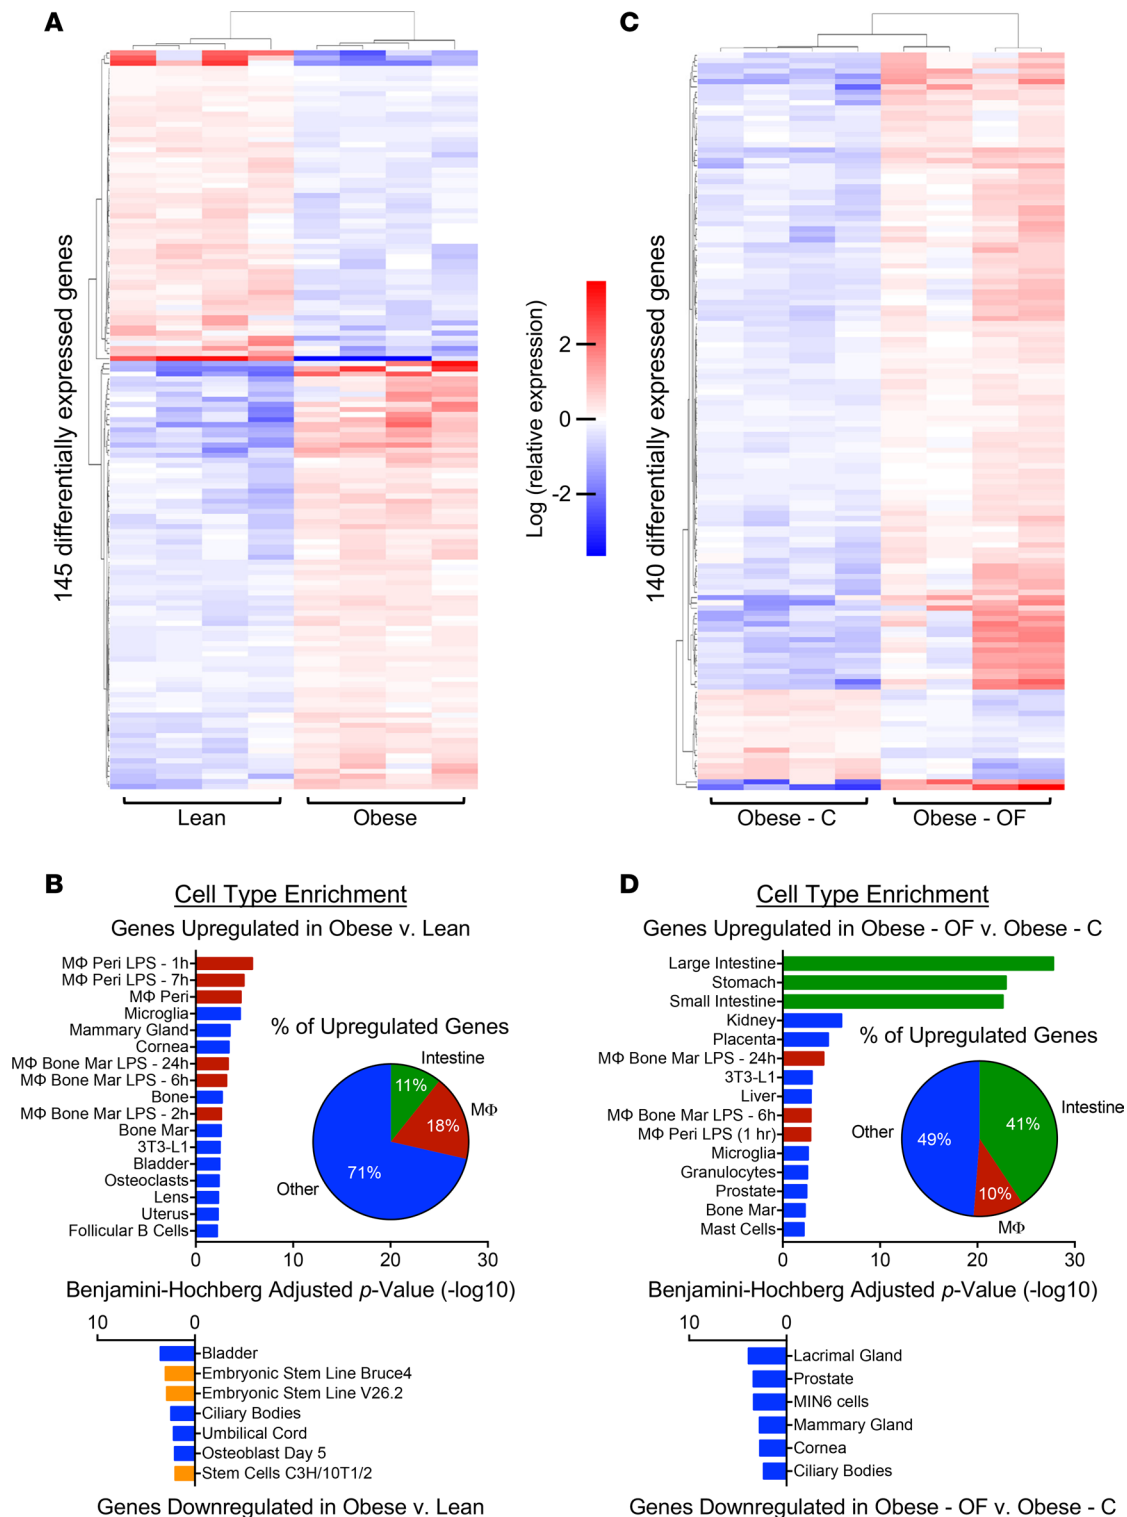 A
145 differentially expressed genes
Lean
Obese
Log (relative expression)
2
0
-2
C
140 differentially expressed genes
Obese - C
Obese - OF
B
Cell Type Enrichment
Genes Upregulated in Obese v. Lean
MΦ Peri LPS - 1h
MΦ Peri LPS - 7h
MΦ Peri
Microglia
Mammary Gland
Cornea
MΦ Bone Mar LPS - 24h
MΦ Bone Mar LPS - 6h
Bone
MΦ Bone Mar LPS - 2h
Bone Mar
3T3-L1
Bladder
Osteoclasts
Lens
Uterus
Follicular B Cells
% of Upregulated Genes
Intestine
11%
MΦ
18%
71%
Other
0
10
20
30
Benjamini-Hochberg Adjusted p-Value (-log10)
10
0
Bladder
Embryonic Stem Line Bruce4
Embryonic Stem Line V26.2
Ciliary Bodies
Umbilical Cord
Osteoblast Day 5
Stem Cells C3H/10T1/2
Genes Downregulated in Obese v. Lean
D
Cell Type Enrichment
Genes Upregulated in Obese - OF v. Obese - C
Large Intestine
Stomach
Small Intestine
Kidney
Placenta
MΦ Bone Mar LPS - 24h
3T3-L1
Liver
MΦ Bone Mar LPS - 6h
MΦ Peri LPS (1 hr)
Microglia
Granulocytes
Prostate
Bone Mar
Mast Cells
% of Upregulated Genes
Intestine
41%
Other
49%
10%
MΦ
0
10
20
30
Benjamini-Hochberg Adjusted p-Value (-log10)
10
0
Lacrimal Gland
Prostate
MIN6 cells
Mammary Gland
Cornea
Ciliary Bodies
Genes Downregulated in Obese - OF v. Obese - C